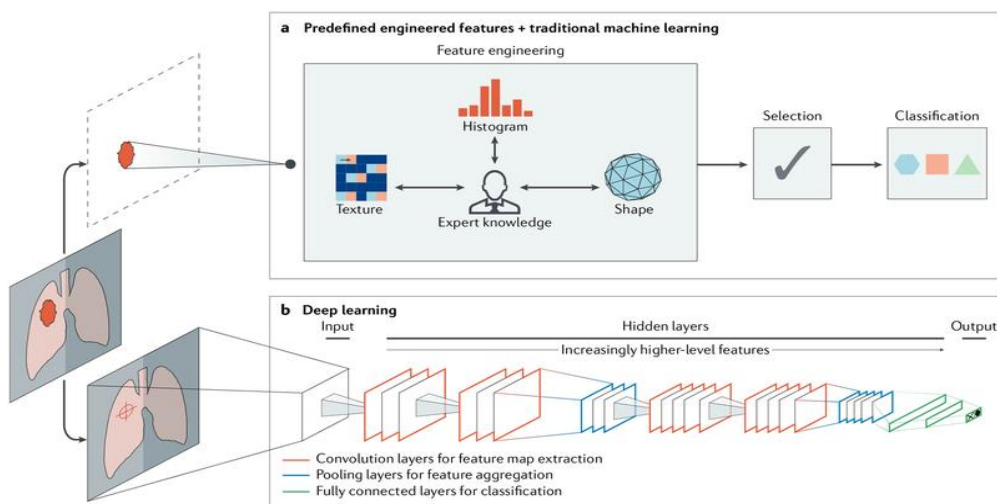 a Predefined engineered features + traditional machine learning
Feature engineering
Histogram
Texture
Expert knowledge
Shape
Selection
Classification
b Deep learning
Input
Hidden layers
Output
Increasingly higher-level features
Convolution layers for feature map extraction
Pooling layers for feature aggregation
Fully connected layers for classification